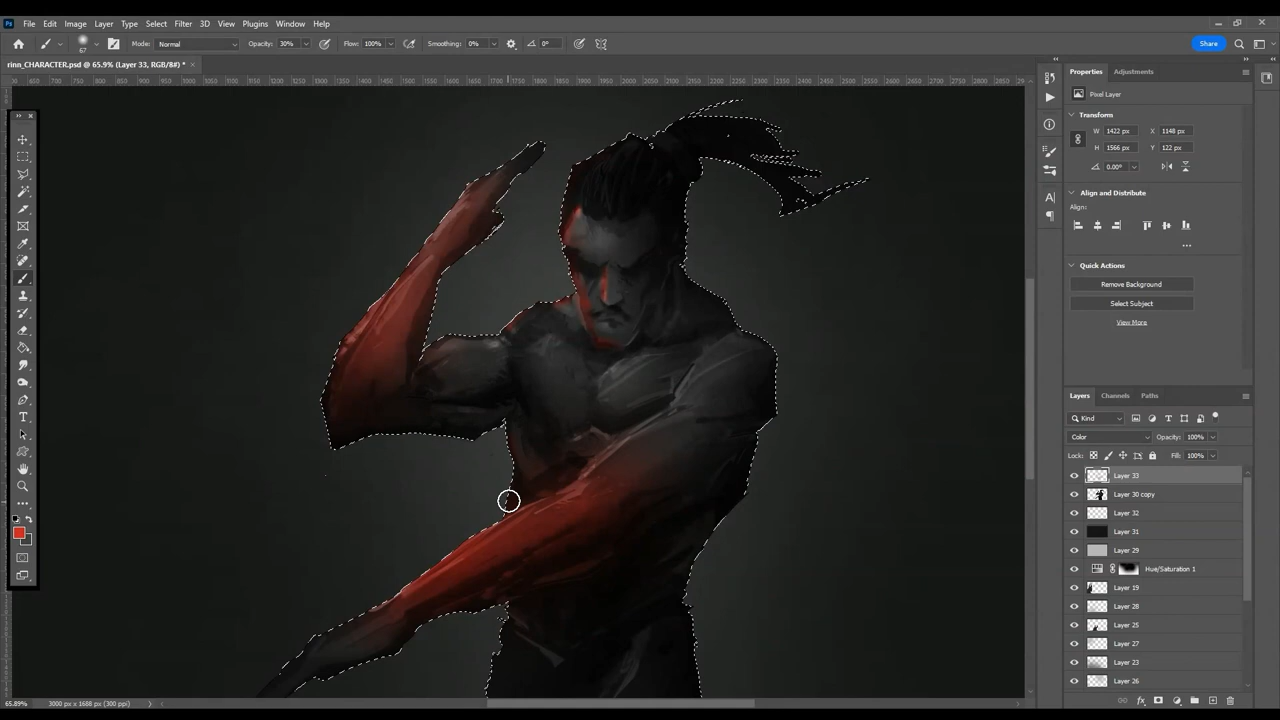 Ps File Edit Image Layer Type Select Filter 3D View Plugins Window Help
67 Mode: Normal Opacity: 30% Flow: 100% Smoothing: 0% 0° Share
rinn_CHARACTER.psd @ 65.9% (Layer 33, RGB/8#) * ×
Properties Adjustments
Pixel Layer
Transform
W 1422 px X 1148 px
H 1566 px Y 122 px
0.00°
Align and Distribute
Align:
Quick Actions
Remove Background
Select Subject
View More
Layers Channels Paths
Kind
Color Opacity: 100%
Lock: Fill: 100%
Layer 33
Layer 30 copy
Layer 32
Layer 31
Layer 29
Hue/Saturation 1
Layer 19
Layer 28
Layer 25
Layer 27
Layer 23
Layer 26
65.89% 3000 px x 1688 px (300 ppi)